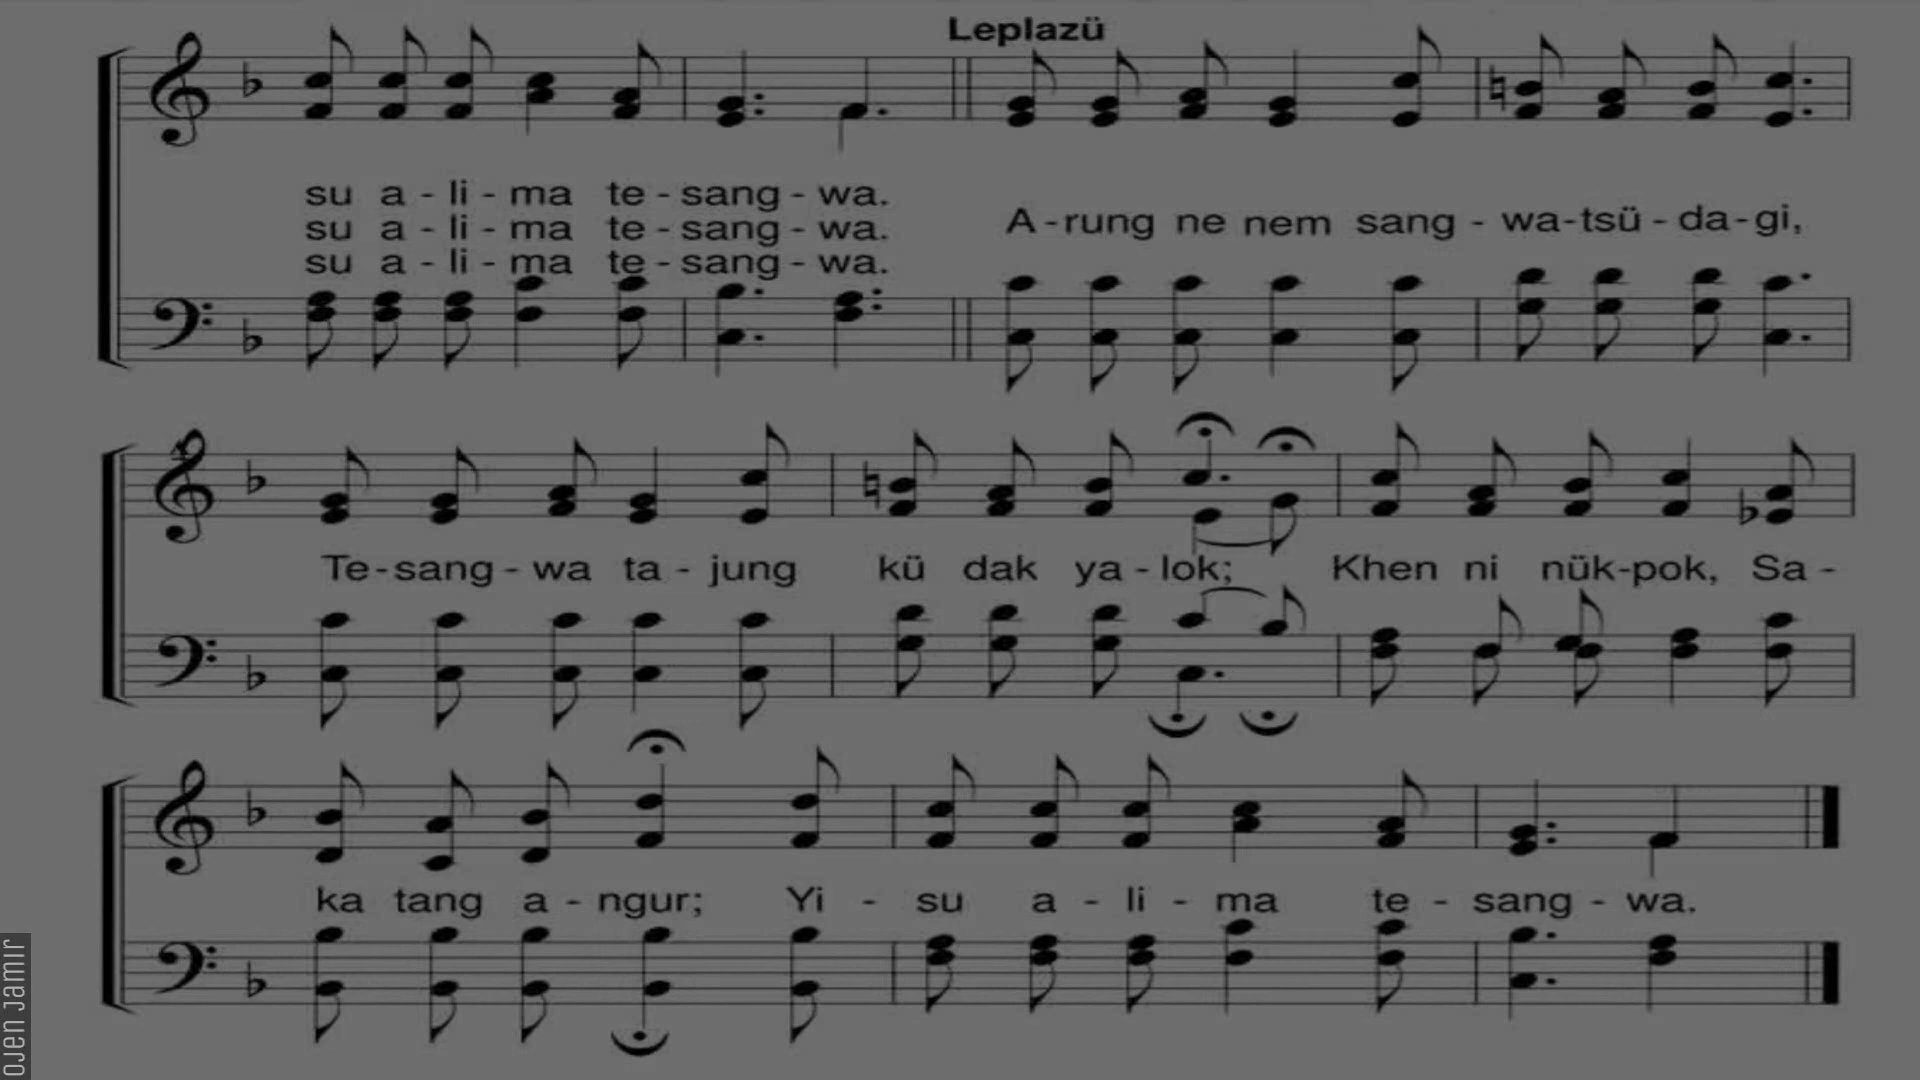 Leplazü
su a - li - ma te - sang - wa.
su a - li - ma te - sang - wa.
su a - li - ma te - sang - wa.
A - rung ne nem sang - wa - tsü - da - gi,
Te - sang - wa ta - jung kü dak ya - lok; Khen ni nük - pok, Sa -
ka tang a - ngur; Yi - su a - li - ma te - sang - wa.
OJEN JAMIR